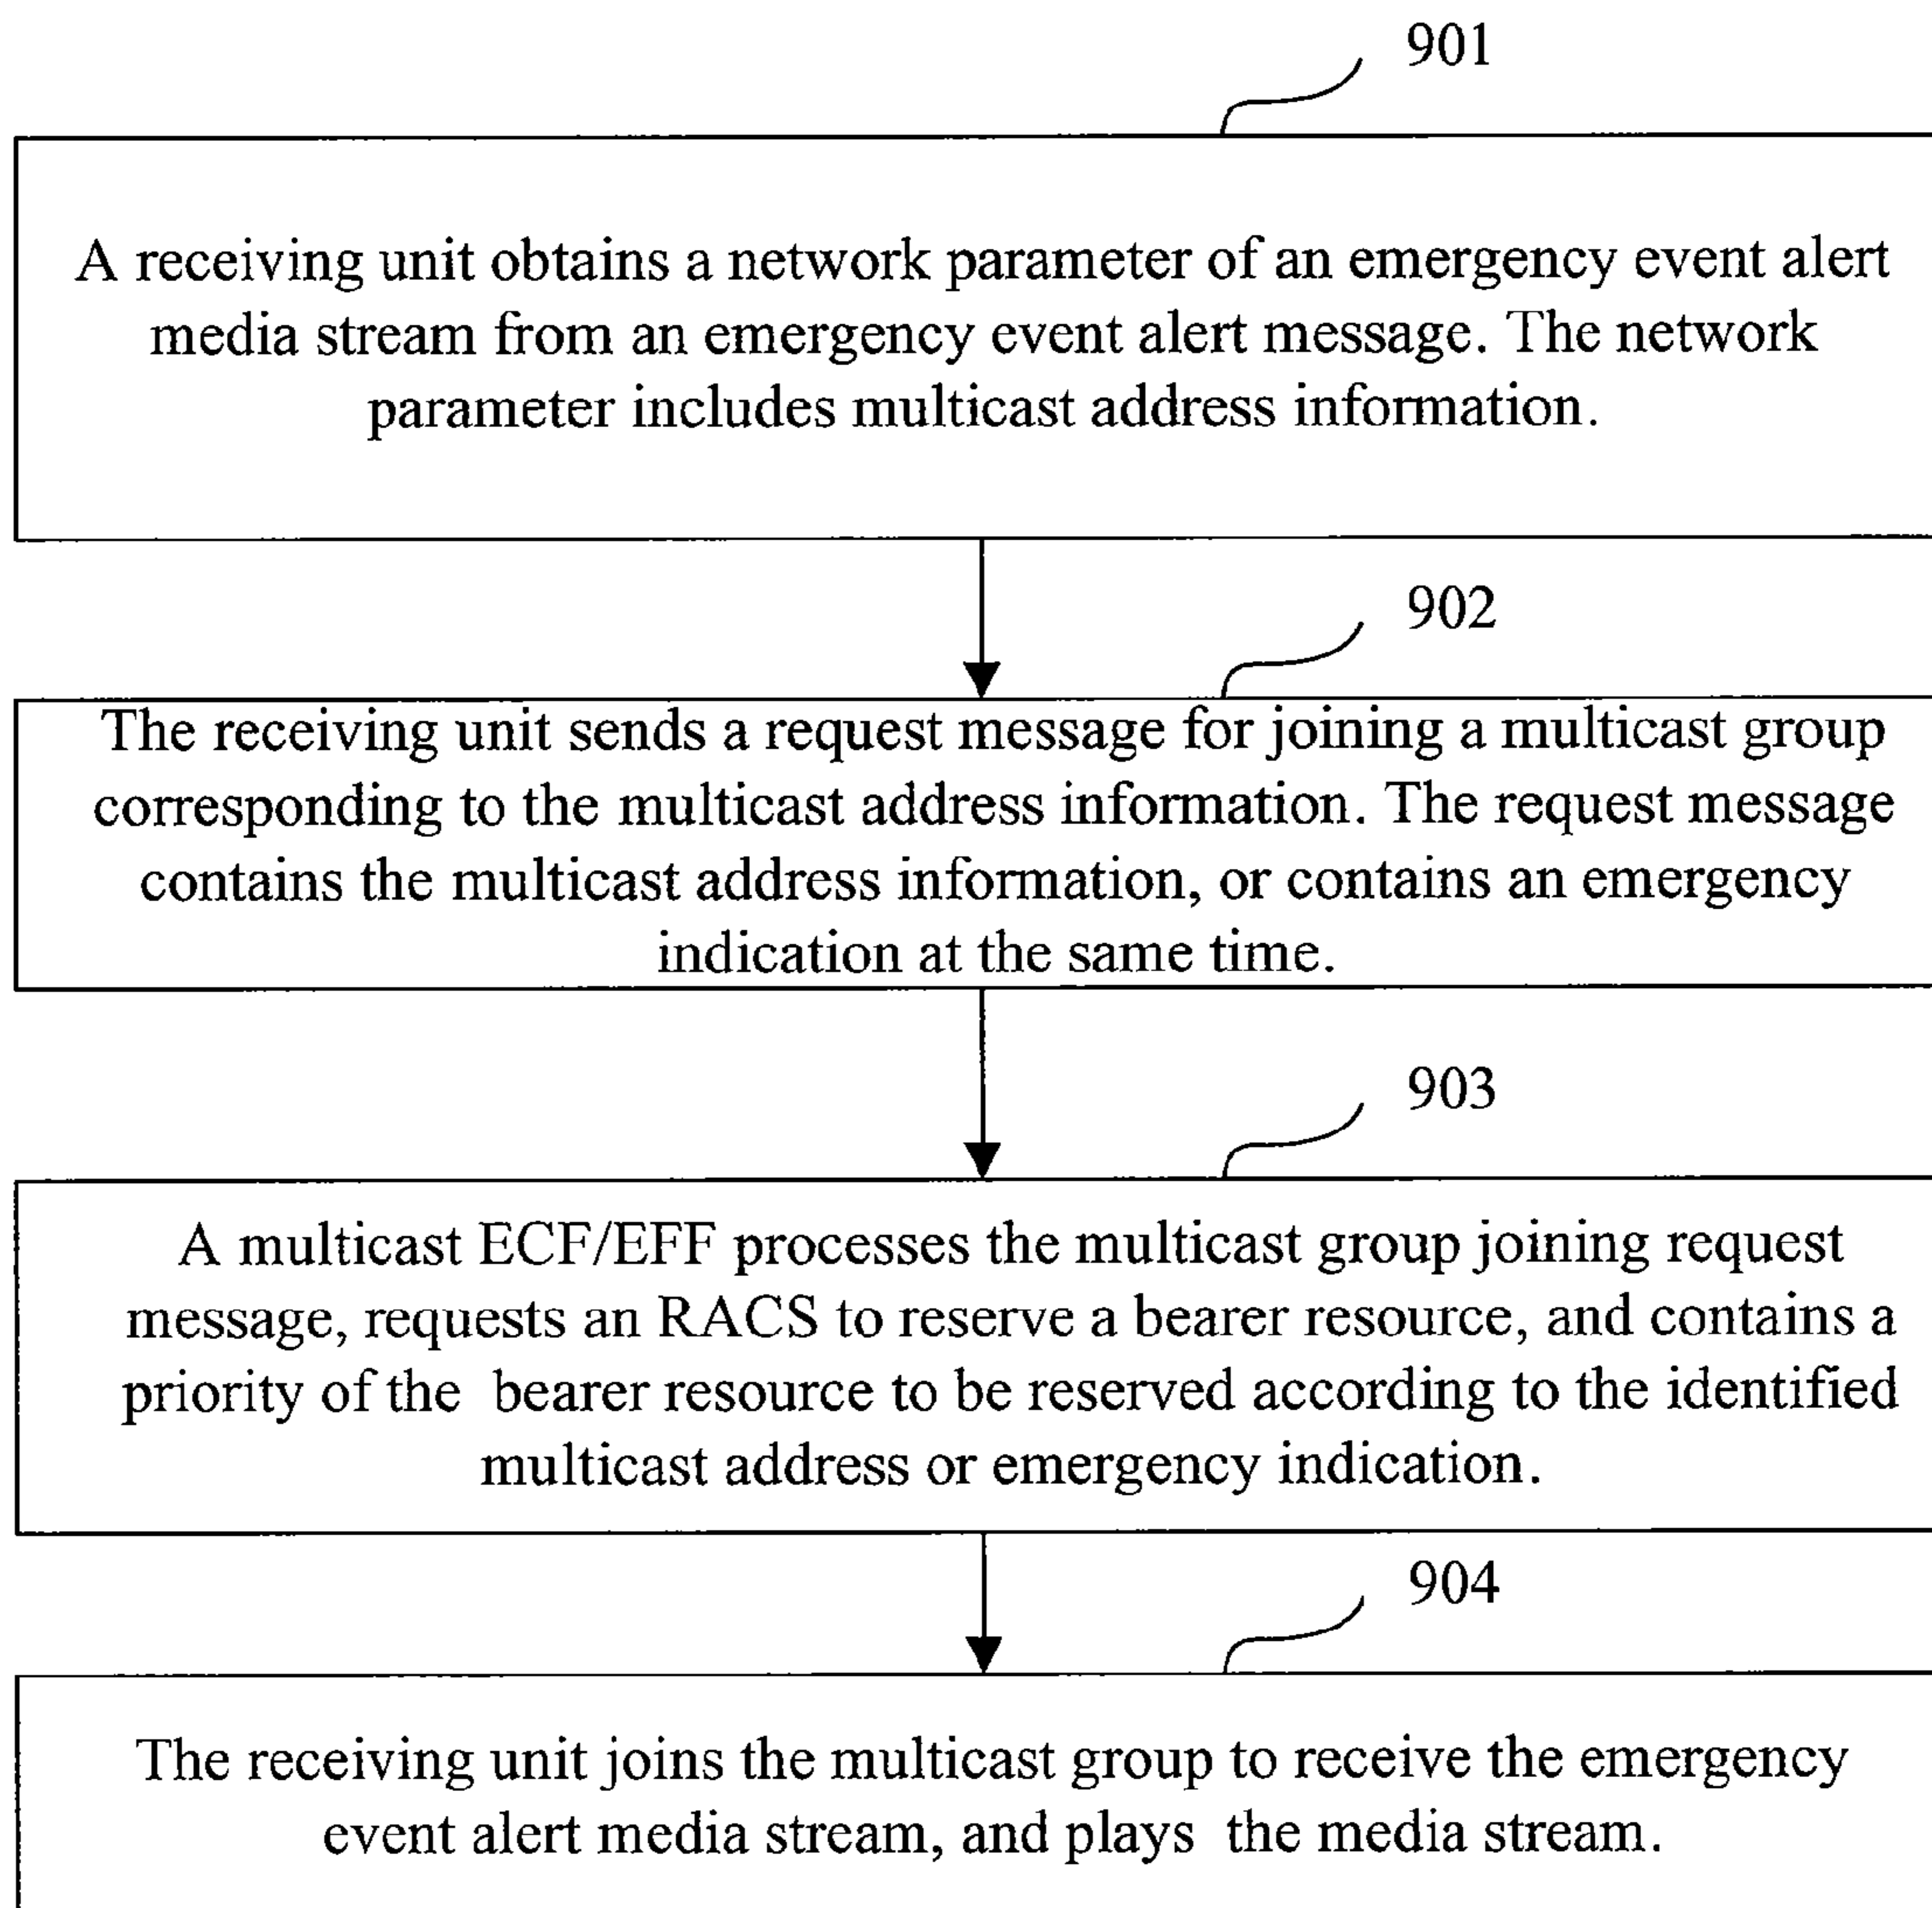 901
A receiving unit obtains a network parameter of an emergency event alert
media stream from an emergency event alert message. The network
parameter includes multicast address information.
902
The receiving unit sends a request message for joining a multicast group
corresponding to the multicast address information. The request message
contains the multicast address information, or contains an emergency
indication at the same time.
903
A multicast ECF/EFF processes the multicast group joining request
message, requests an RACS to reserve a bearer resource, and contains a
priority of the bearer resource to be reserved according to the identified
multicast address or emergency indication.
904
The receiving unit joins the multicast group to receive the emergency
event alert media stream, and plays the media stream.